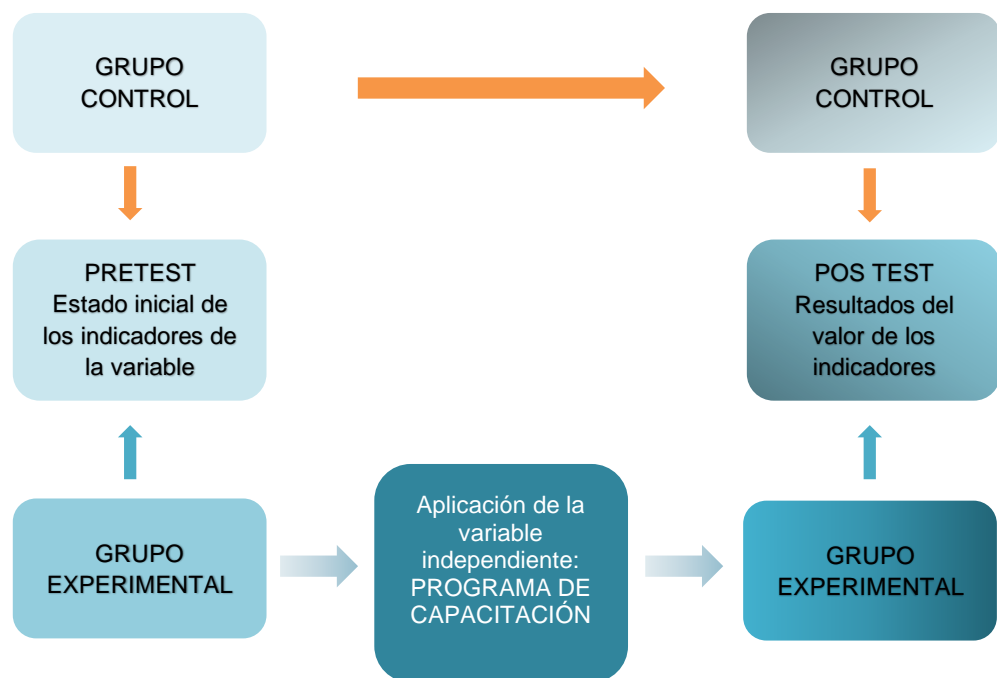 GRUPO
CONTROL
GRUPO
CONTROL
PRETEST
Estado inicial de
los indicadores de
la variable
POS TEST
Resultados del
valor de los
indicadores
GRUPO
EXPERIMENTAL
Aplicación de la
variable
independiente:
PROGRAMA DE
CAPACITACIÓN
GRUPO
EXPERIMENTAL